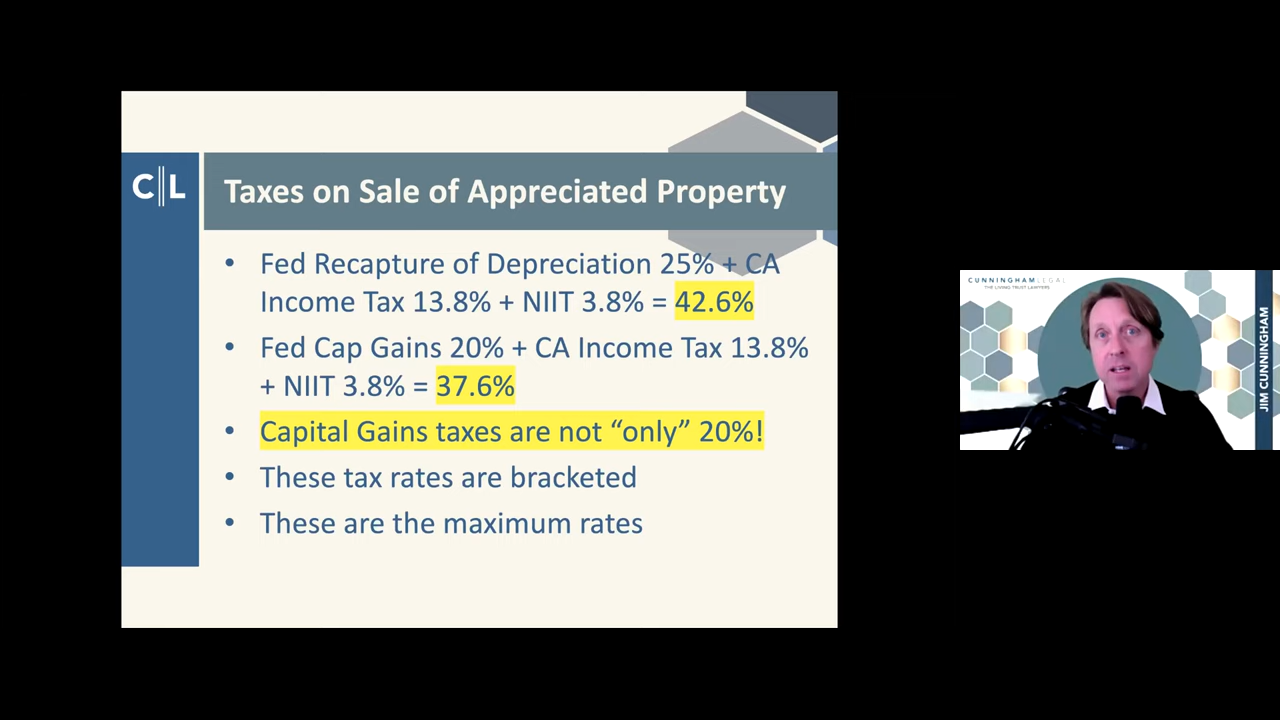 C||L
Taxes on Sale of Appreciated Property
• Fed Recapture of Depreciation 25% + CA
Income Tax 13.8% + NIIT 3.8% = 42.6%
• Fed Cap Gains 20% + CA Income Tax 13.8%
+ NIIT 3.8% = 37.6%
• Capital Gains taxes are not “only” 20%!
• These tax rates are bracketed
• These are the maximum rates
CUNNINGHAMLEGAL
THE LIVING TRUST LAWYERS
JIM CUNNINGHAM